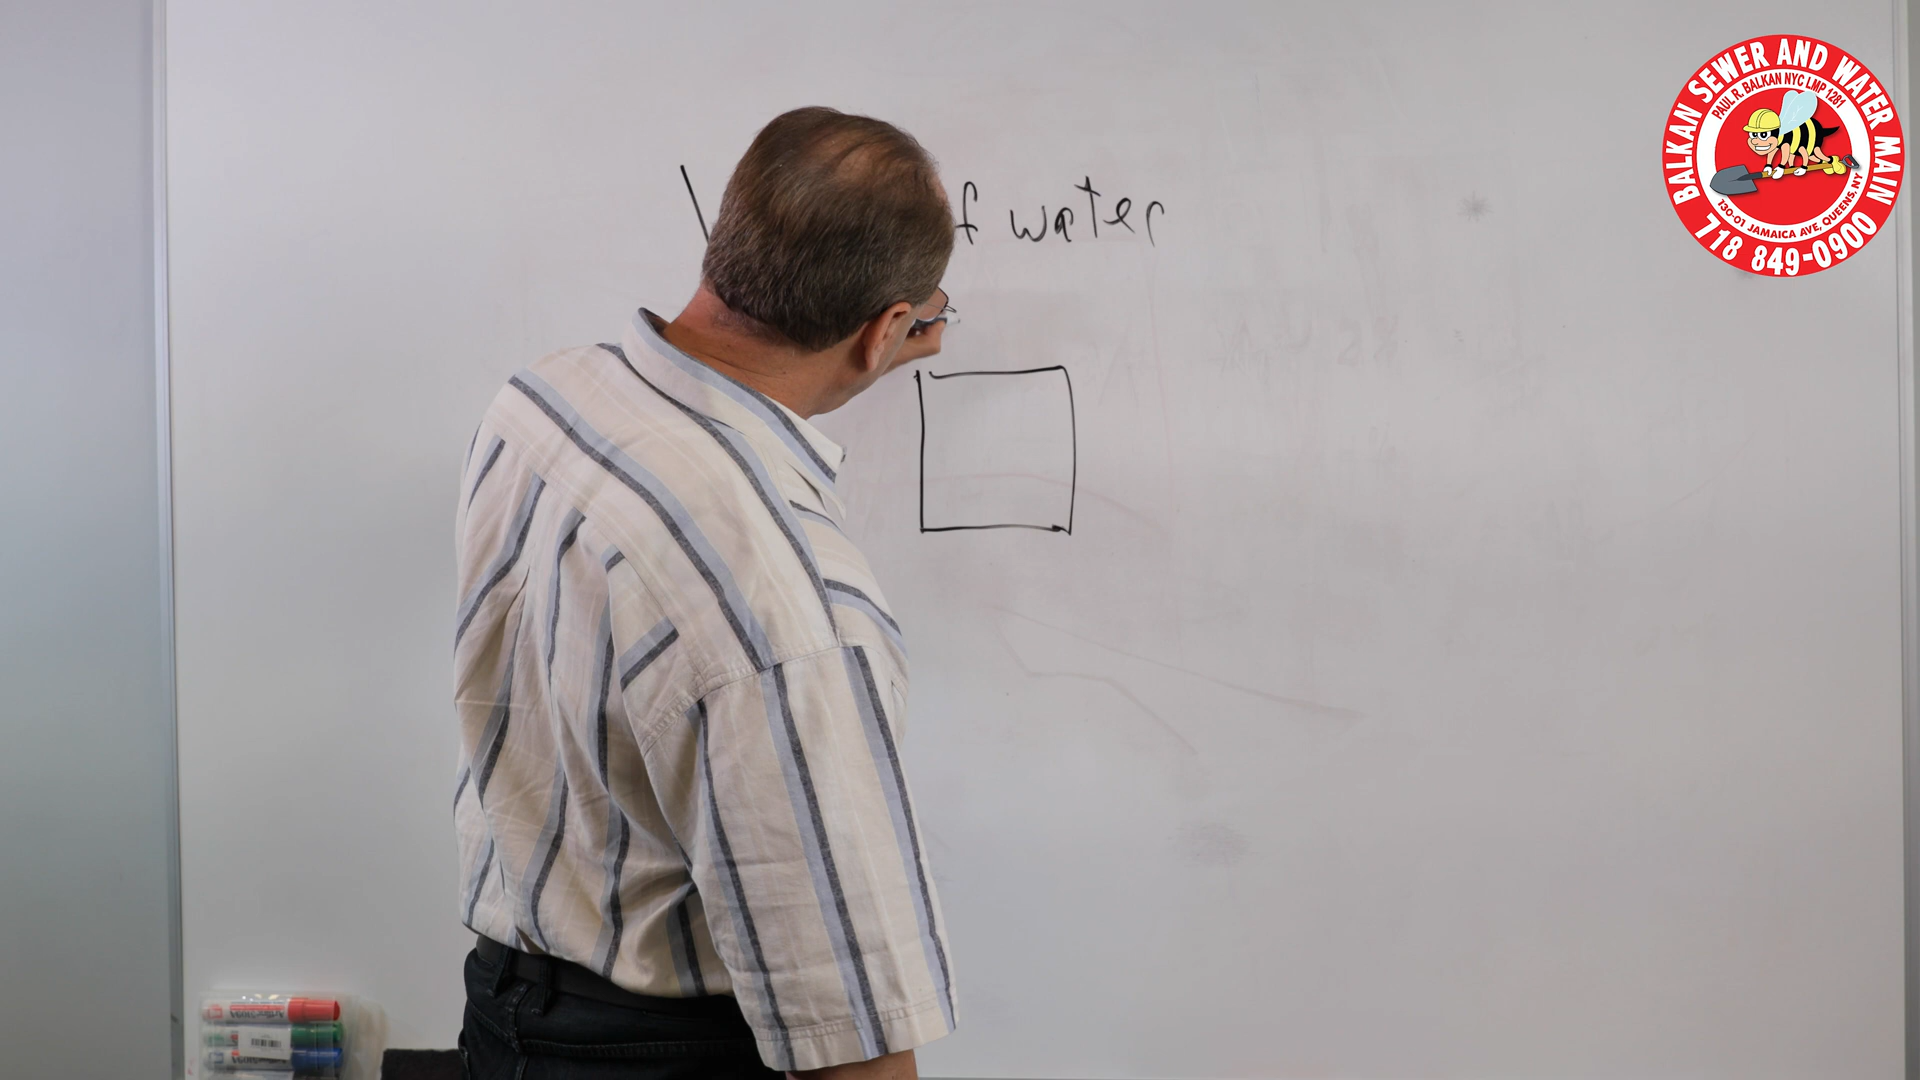 f water
BALKAN SEWER AND WATER MAIN
PAUL R. BALKAN NYC LMP 1281
130-01 JAMAICA AVE, QUEENS, NY
718 849-0900